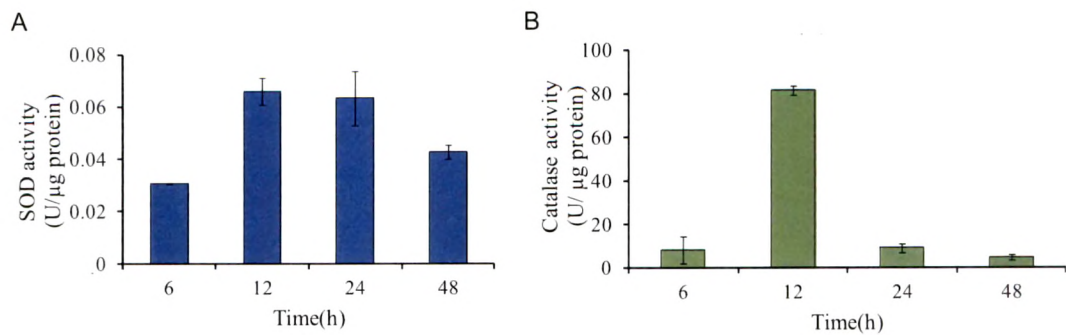 A
SOD activity
(U/μg protein)
0.08
0.06
0.04
0.02
0
6 12 24 48
Time(h)
B
Catalase activity
(U/ μg protein)
100
80
60
40
20
0
6 12 24 48
Time(h)